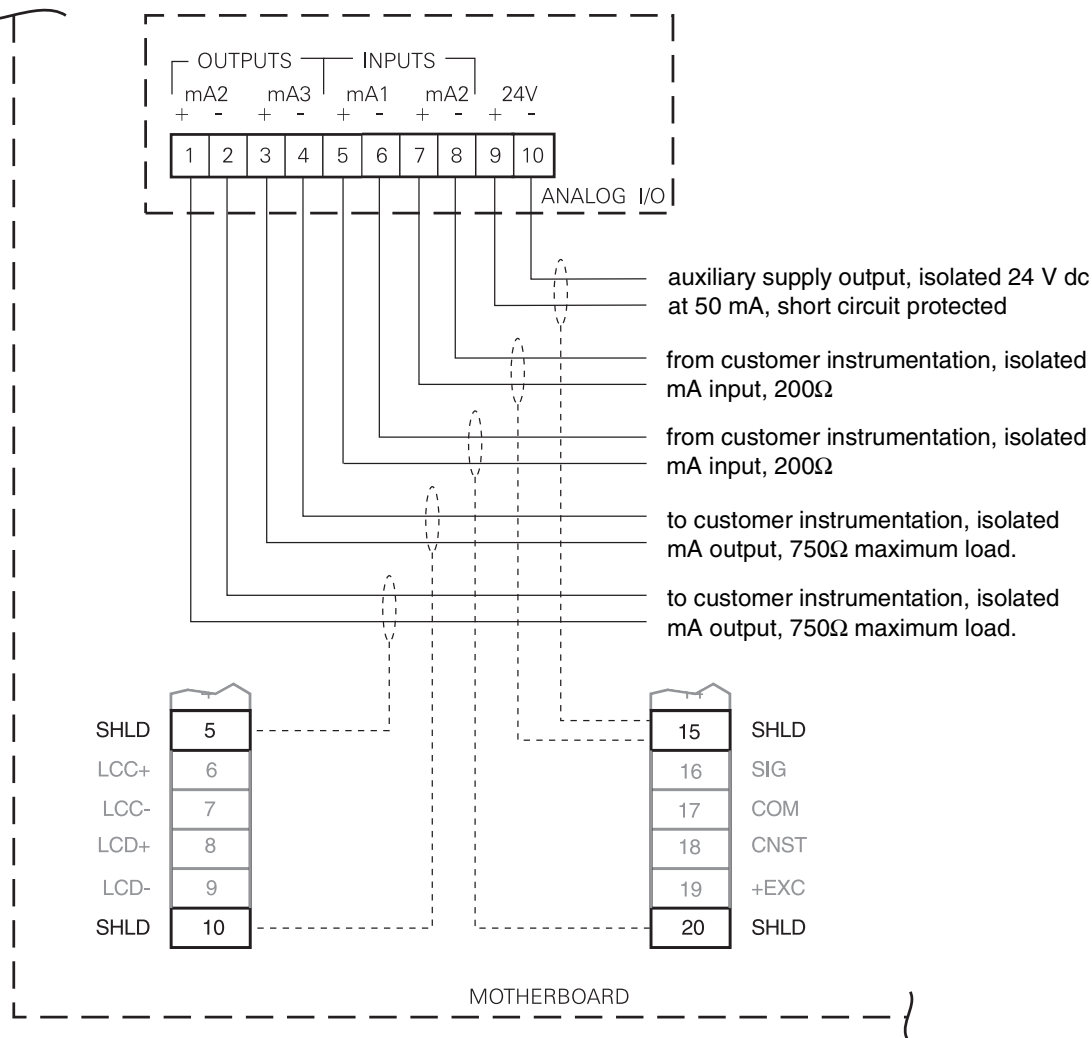 OUTPUTS INPUTS
mA2 mA3 mA1 mA2 24V
+ - + - + - + - + -
1 2 3 4 5 6 7 8 9 10
ANALOG I/O
auxiliary supply output, isolated 24 V dc
at 50 mA, short circuit protected
from customer instrumentation, isolated
mA input, 200Ω
from customer instrumentation, isolated
mA input, 200Ω
to customer instrumentation, isolated
mA output, 750Ω maximum load.
to customer instrumentation, isolated
mA output, 750Ω maximum load.
SHLD 5
LCC+ 6
LCC- 7
LCD+ 8
LCD- 9
SHLD 10
15 SHLD
16 SIG
17 COM
18 CNST
19 +EXC
20 SHLD
MOTHERBOARD